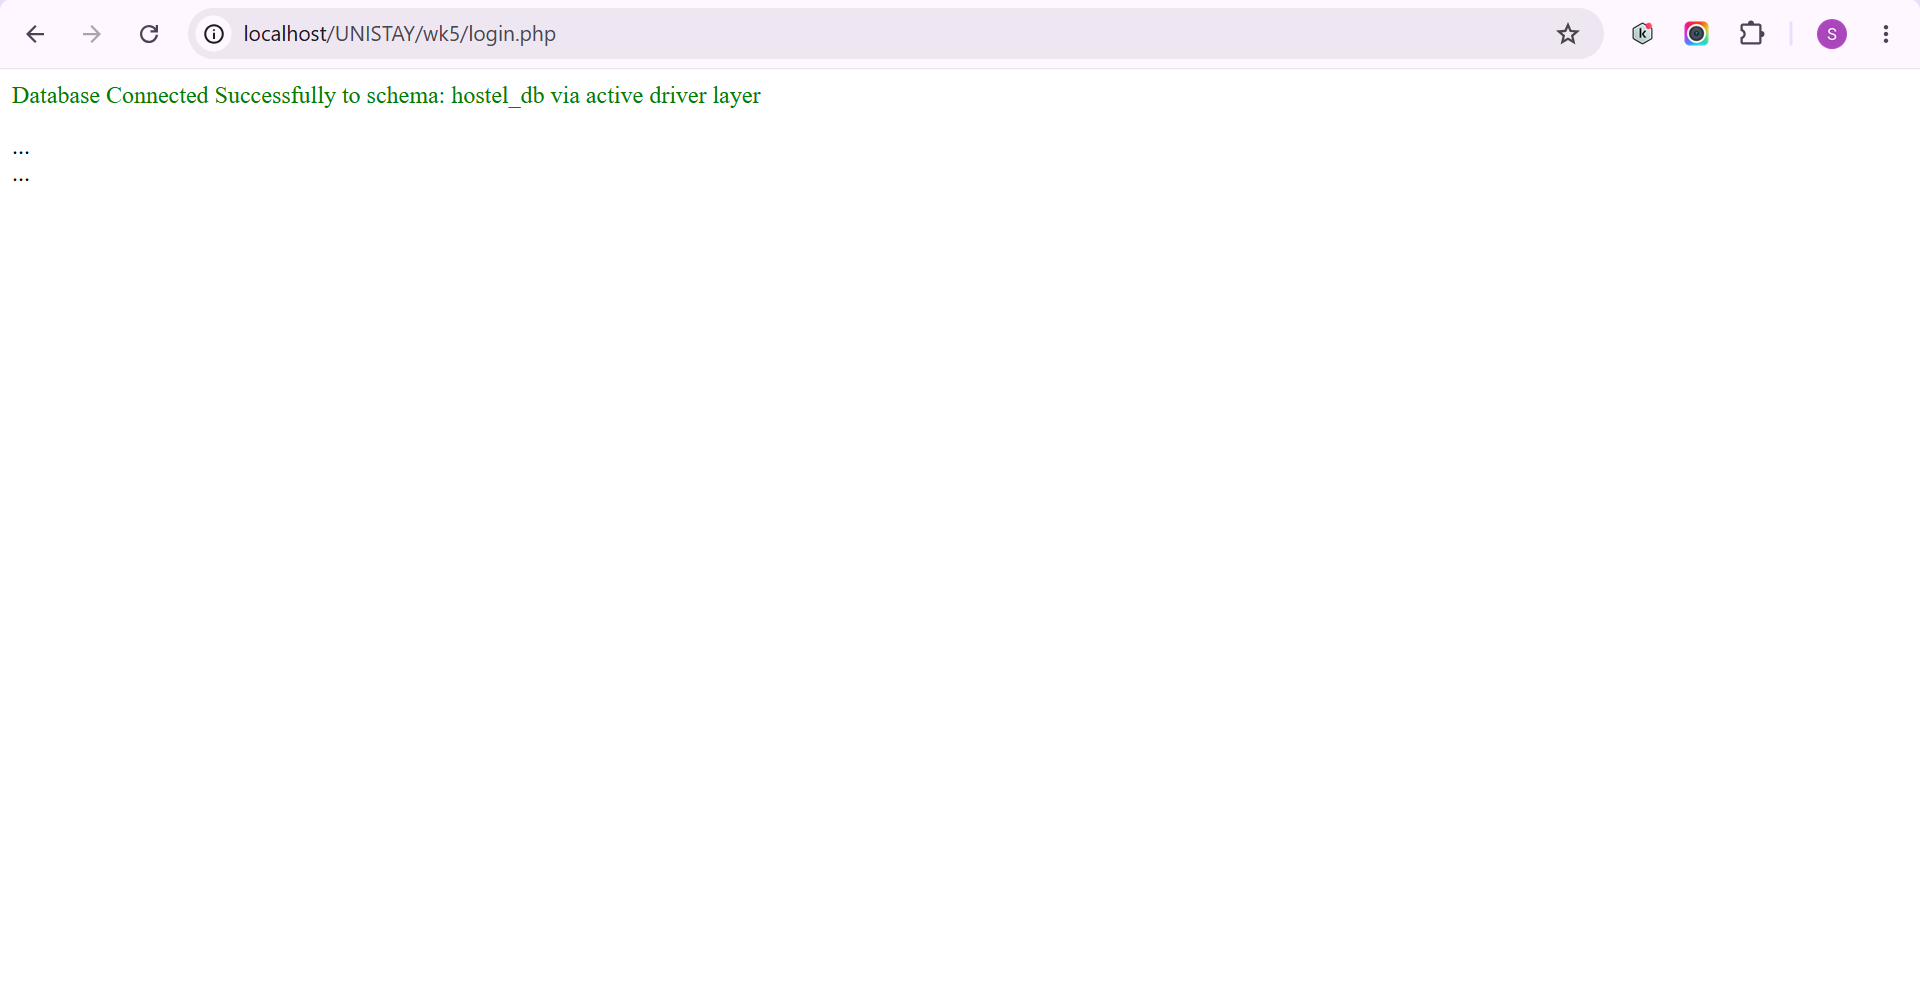 localhost/UNISTAY/wk5/login.php
S
Database Connected Successfully to schema: hostel_db via active driver layer
...
...